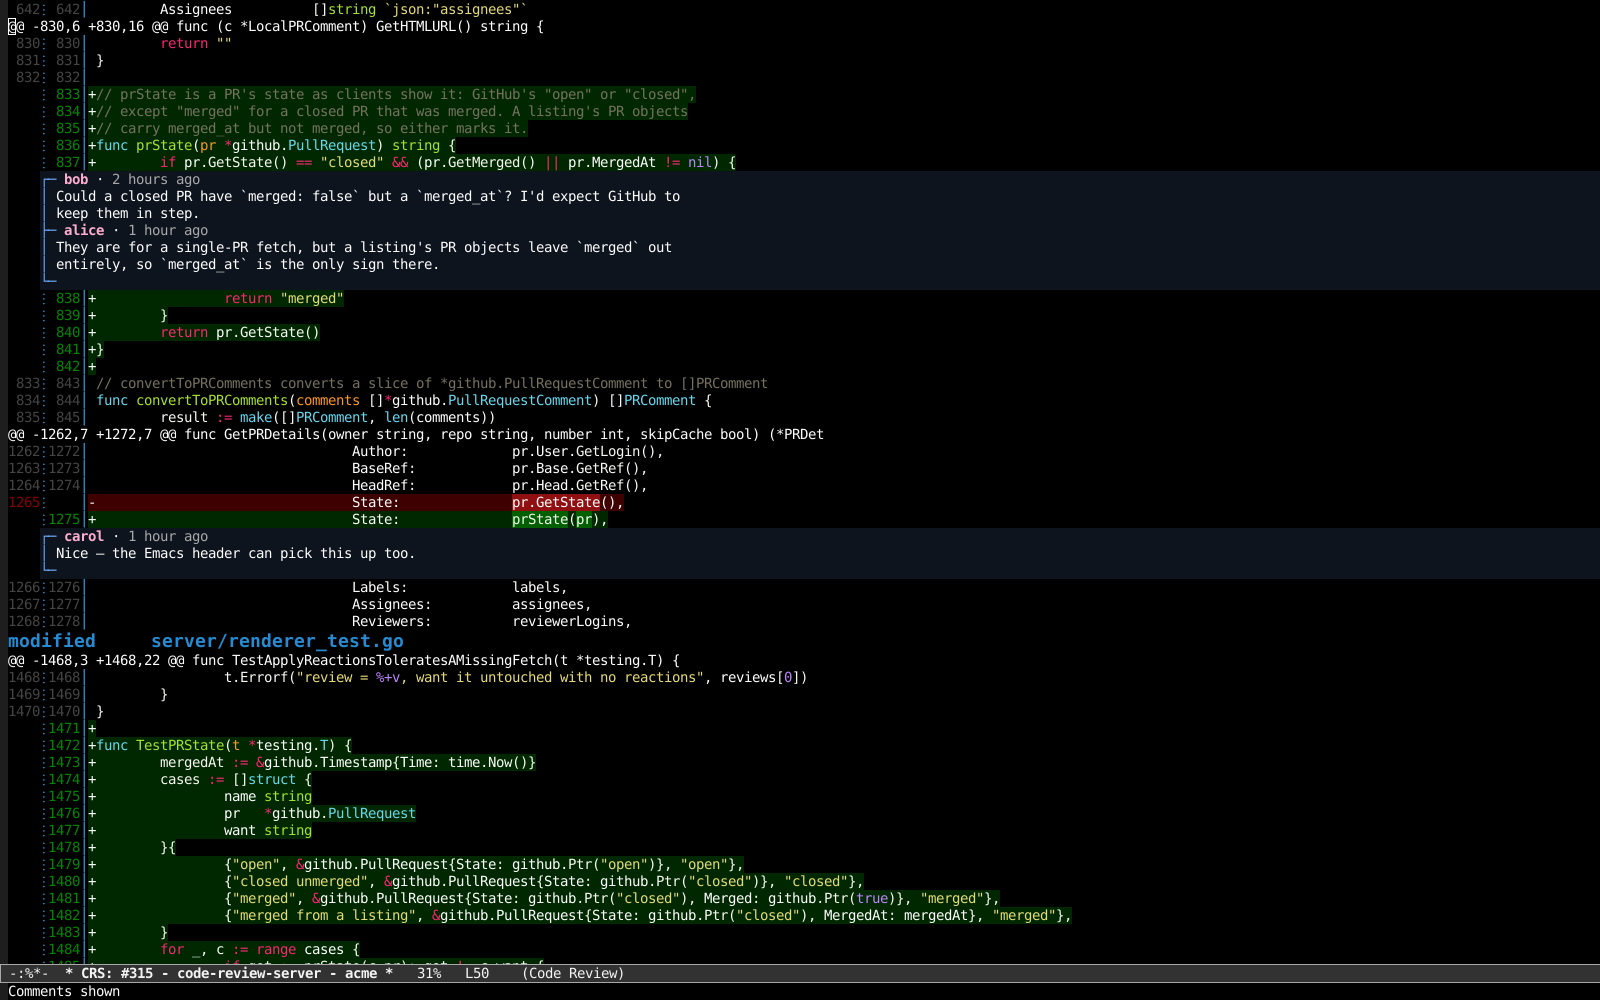 642: 642 Assignees []string `json:"assignees"`
@@ -830,6 +830,16 @@ func (c *LocalPRComment) GetHTMLURL() string {
830: 830 return ""
831: 831 }
832: 832
: 833 +// prState is a PR's state as clients show it: GitHub's "open" or "closed",
: 834 +// except "merged" for a closed PR that was merged. A listing's PR objects
: 835 +// carry merged_at but not merged, so either marks it.
: 836 +func prState(pr *github.PullRequest) string {
: 837 + if pr.GetState() == "closed" && (pr.GetMerged() || pr.MergedAt != nil) {
bob · 2 hours ago
Could a closed PR have `merged: false` but a `merged_at`? I'd expect GitHub to
keep them in step.
alice · 1 hour ago
They are for a single-PR fetch, but a listing's PR objects leave `merged` out
entirely, so `merged_at` is the only sign there.
: 838 + return "merged"
: 839 + }
: 840 + return pr.GetState()
: 841 +}
: 842 +
833: 843 // convertToPRComments converts a slice of *github.PullRequestComment to []PRComment
834: 844 func convertToPRComments(comments []*github.PullRequestComment) []PRComment {
835: 845 result := make([]PRComment, len(comments))
@@ -1262,7 +1272,7 @@ func GetPRDetails(owner string, repo string, number int, skipCache bool) (*PRDet
1262:1272 Author: pr.User.GetLogin(),
1263:1273 BaseRef: pr.Base.GetRef(),
1264:1274 HeadRef: pr.Head.GetRef(),
1265: - State: pr.GetState(),
:1275 + State: prState(pr),
carol · 1 hour ago
Nice — the Emacs header can pick this up too.
1266:1276 Labels: labels,
1267:1277 Assignees: assignees,
1268:1278 Reviewers: reviewerLogins,
modified server/renderer_test.go
@@ -1468,3 +1468,22 @@ func TestApplyReactionsToleratesAMissingFetch(t *testing.T) {
1468:1468 t.Errorf("review = %+v, want it untouched with no reactions", reviews[0])
1469:1469 }
1470:1470 }
:1471 +
:1472 +func TestPRState(t *testing.T) {
:1473 + mergedAt := &github.Timestamp{Time: time.Now()}
:1474 + cases := []struct {
:1475 + name string
:1476 + pr *github.PullRequest
:1477 + want string
:1478 + }{
:1479 + {"open", &github.PullRequest{State: github.Ptr("open")}, "open"},
:1480 + {"closed unmerged", &github.PullRequest{State: github.Ptr("closed")}, "closed"},
:1481 + {"merged", &github.PullRequest{State: github.Ptr("closed"), Merged: github.Ptr(true)}, "merged"},
:1482 + {"merged from a listing", &github.PullRequest{State: github.Ptr("closed"), MergedAt: mergedAt}, "merged"},
:1483 + }
:1484 + for _, c := range cases {
-:%*- * CRS: #315 - code-review-server - acme * 31% L50 (Code Review)
Comments shown